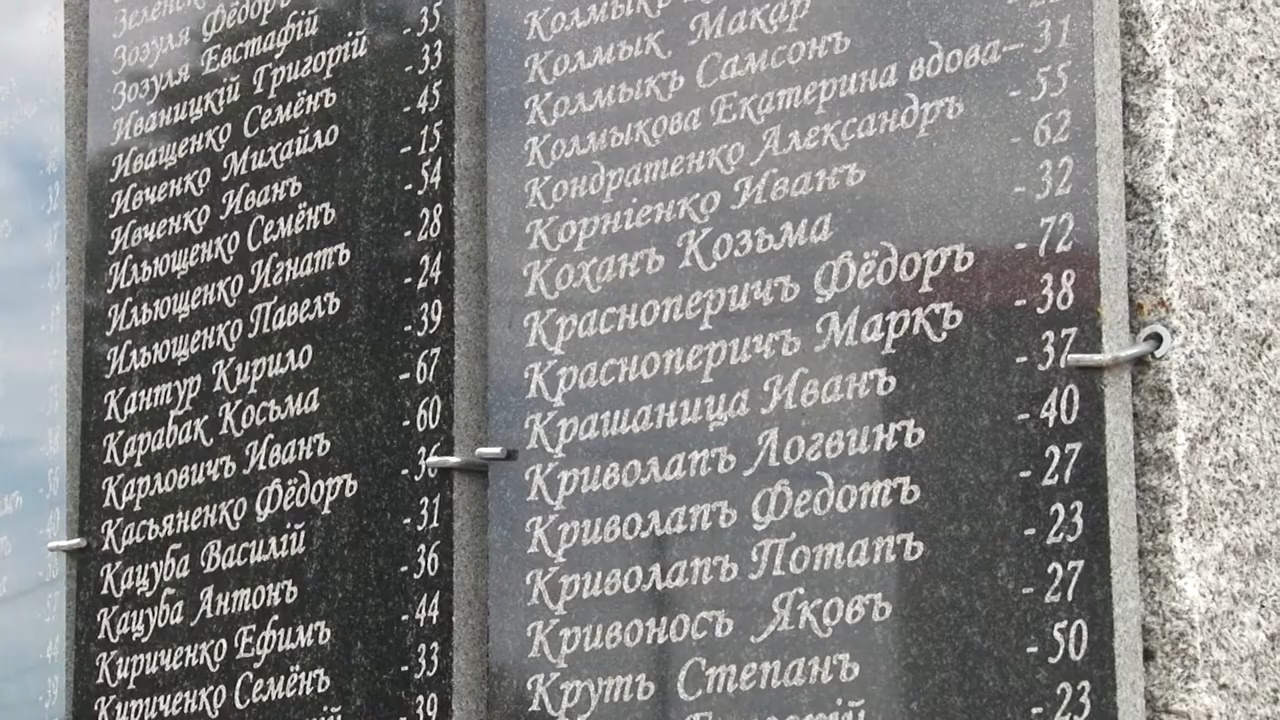 Зозуля Фёдоръ
Зозуля Евстафій
Иваницкій Григорій - 35
Иващенко Семёнъ - 33
Ивченко Михайло - 45
Ивченко Иванъ - 15
Ильющенко Семёнъ - 54
Ильющенко Игнатъ - 28
Ильющенко Павелъ - 24
Кантур Кирило - 39
Карабак Косьма - 67
Карловичъ Иванъ - 60
Касьяненко Фёдоръ - 36
Кацуба Василій - 31
Кацуба Антонъ - 36
Кириченко Ефимъ - 44
Кириченко Семёнъ - 33
- 39
Колмыкъ
Колмык Макар
Колмыкъ Самсонъ
Колмыкова Екатерина вдова – 31
Кондратенко Александръ - 55
Корніенко Иванъ - 62
Коханъ Козьма - 32
Красноперичъ Фёдоръ - 72
Красноперичъ Маркъ - 38
Крашаница Иванъ - 37
Криволапъ Логвинъ - 40
Криволапъ Федотъ - 27
Криволапъ Потапъ - 23
Кривоносъ Яковъ - 27
Круть Степанъ - 50
- 23